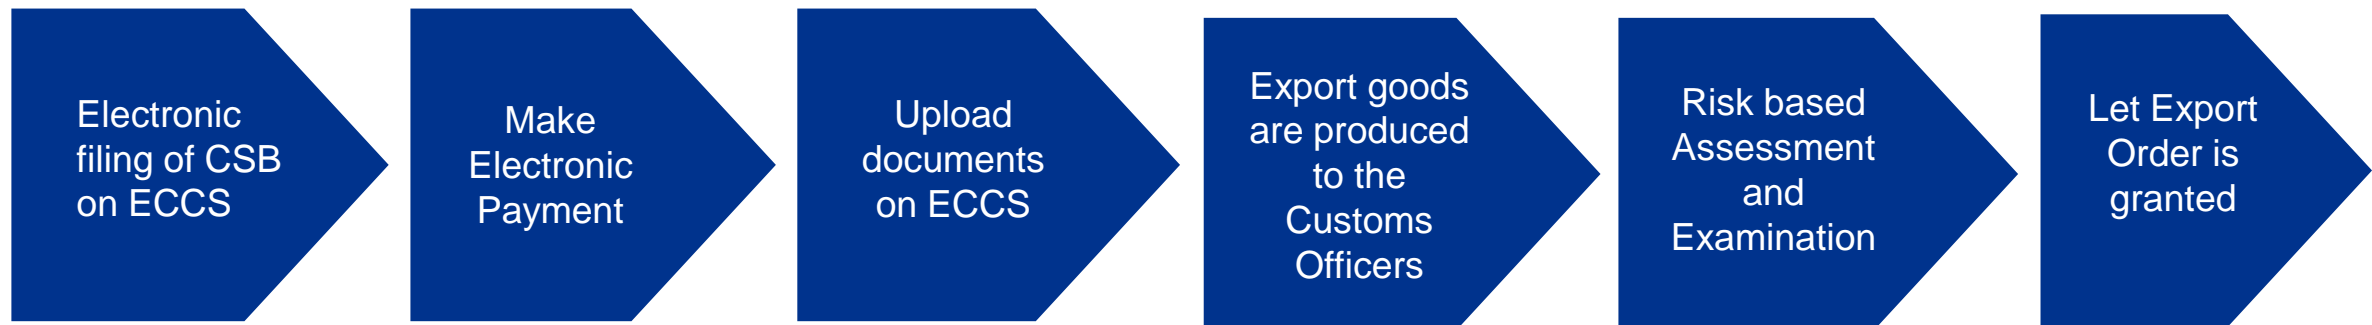 Electronic
filing of CSB
on ECCS
Make
Electronic
Payment
Upload
documents
on ECCS
Export goods
are produced
to the
Customs
Officers
Risk based
Assessment
and
Examination
Let Export
Order is
granted